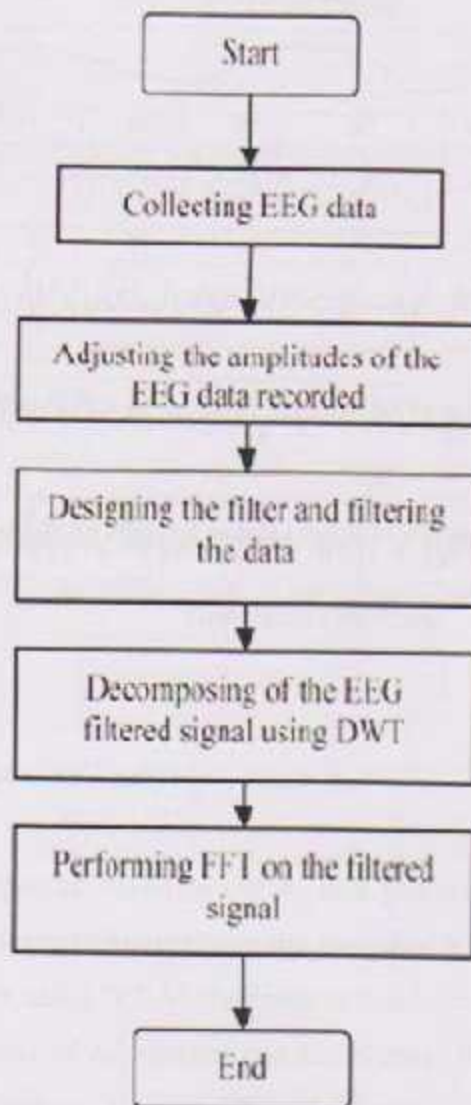 Start
Collecting EEG data
Adjusting the amplitudes of the
EEG data recorded
Designing the filter and filtering
the data
Decomposing of the EEG
filtered signal using DWT
Performing FFT on the filtered
signal
End